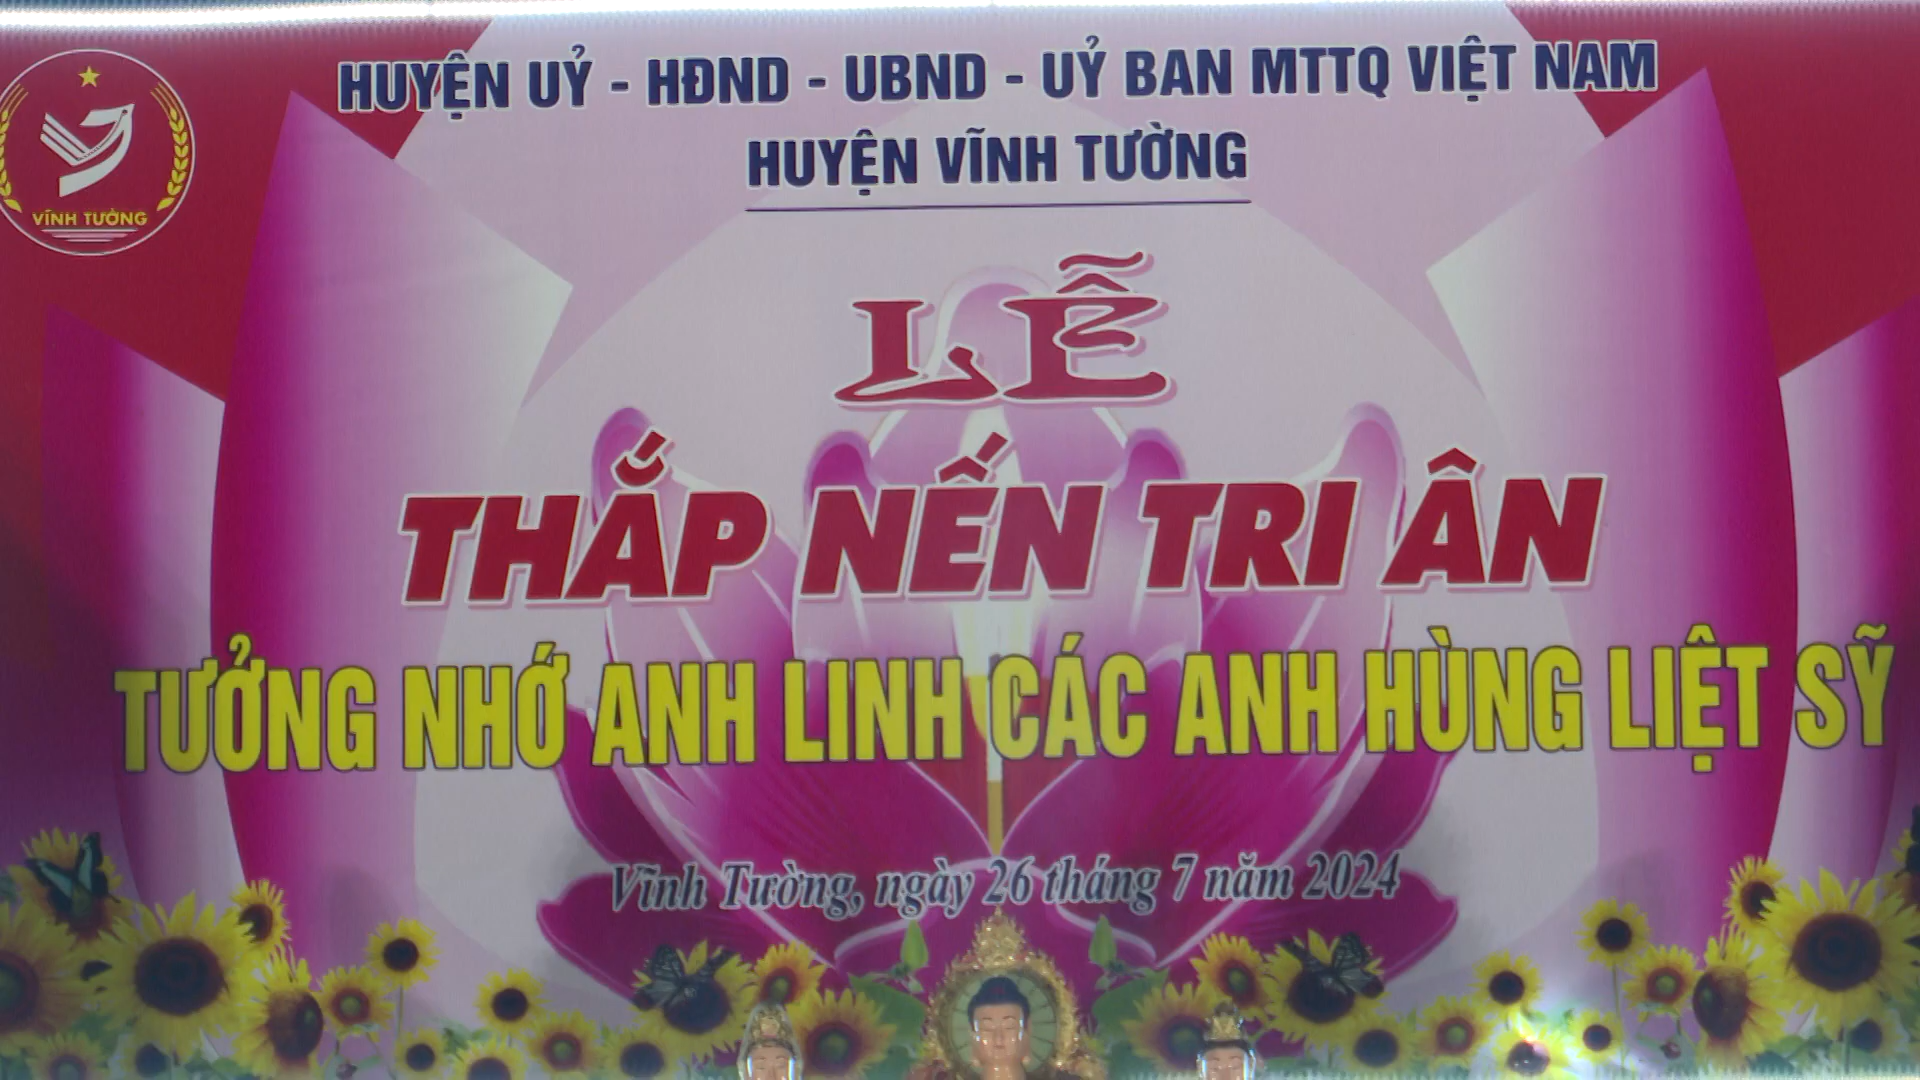 HUYỆN UỶ - HĐND - UBND - UỶ BAN MTTQ VIỆT NAM
HUYỆN VĨNH TƯỜNG
VĨNH TƯỜNG
LỄ
THẮP NẾN TRI ÂN
TƯỞNG NHỚ ANH LINH CÁC ANH HÙNG LIỆT SỸ
Vĩnh Tường, ngày 26 tháng 7 năm 2024